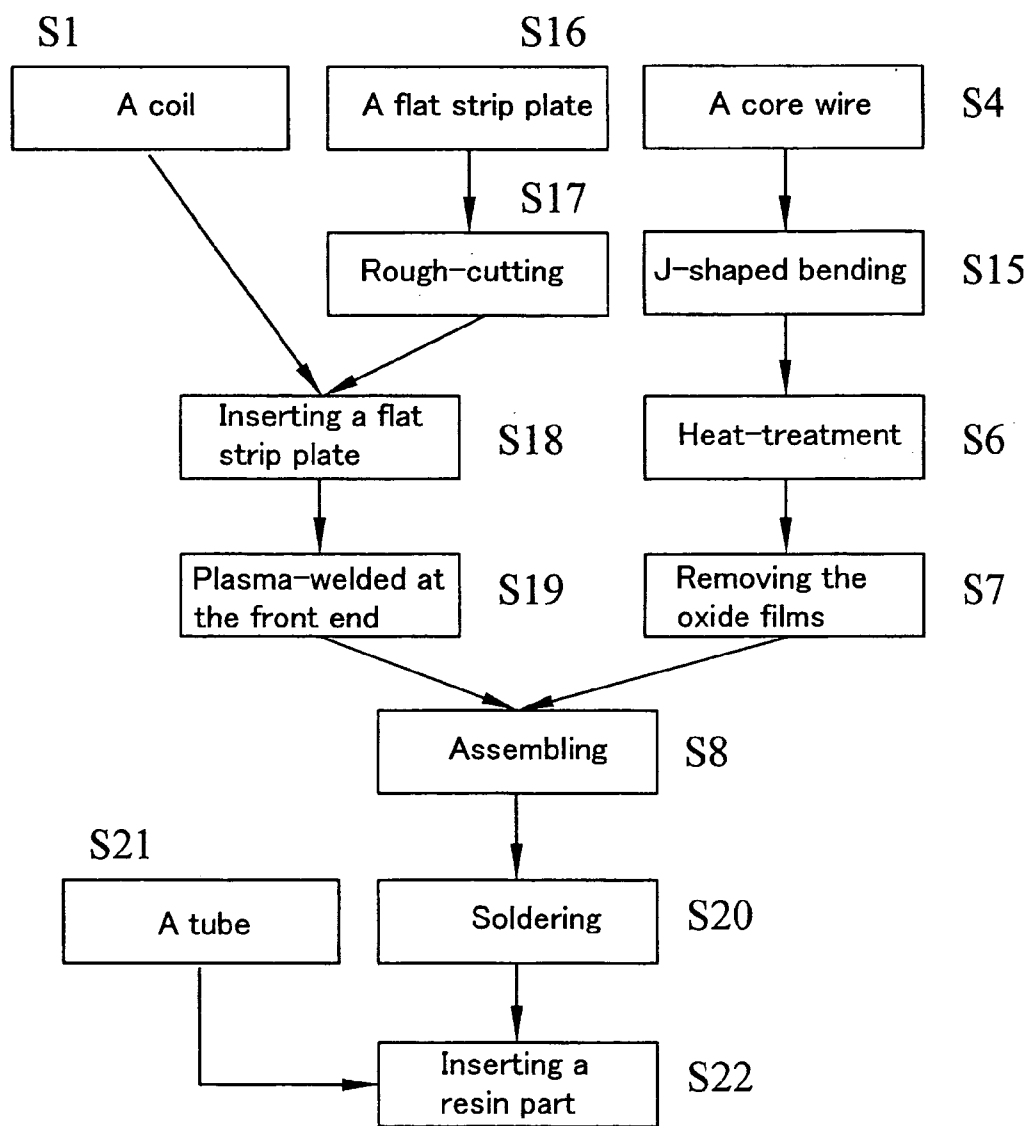 S1
S16
A coil
A flat strip plate
A core wire
S4
S17
Rough-cutting
J-shaped bending
S15
Inserting a flat
strip plate
S18
Heat-treatment
S6
Plasma-welded at
the front end
S19
Removing the
oxide films
S7
Assembling
S8
S21
A tube
Soldering
S20
Inserting a
resin part
S22